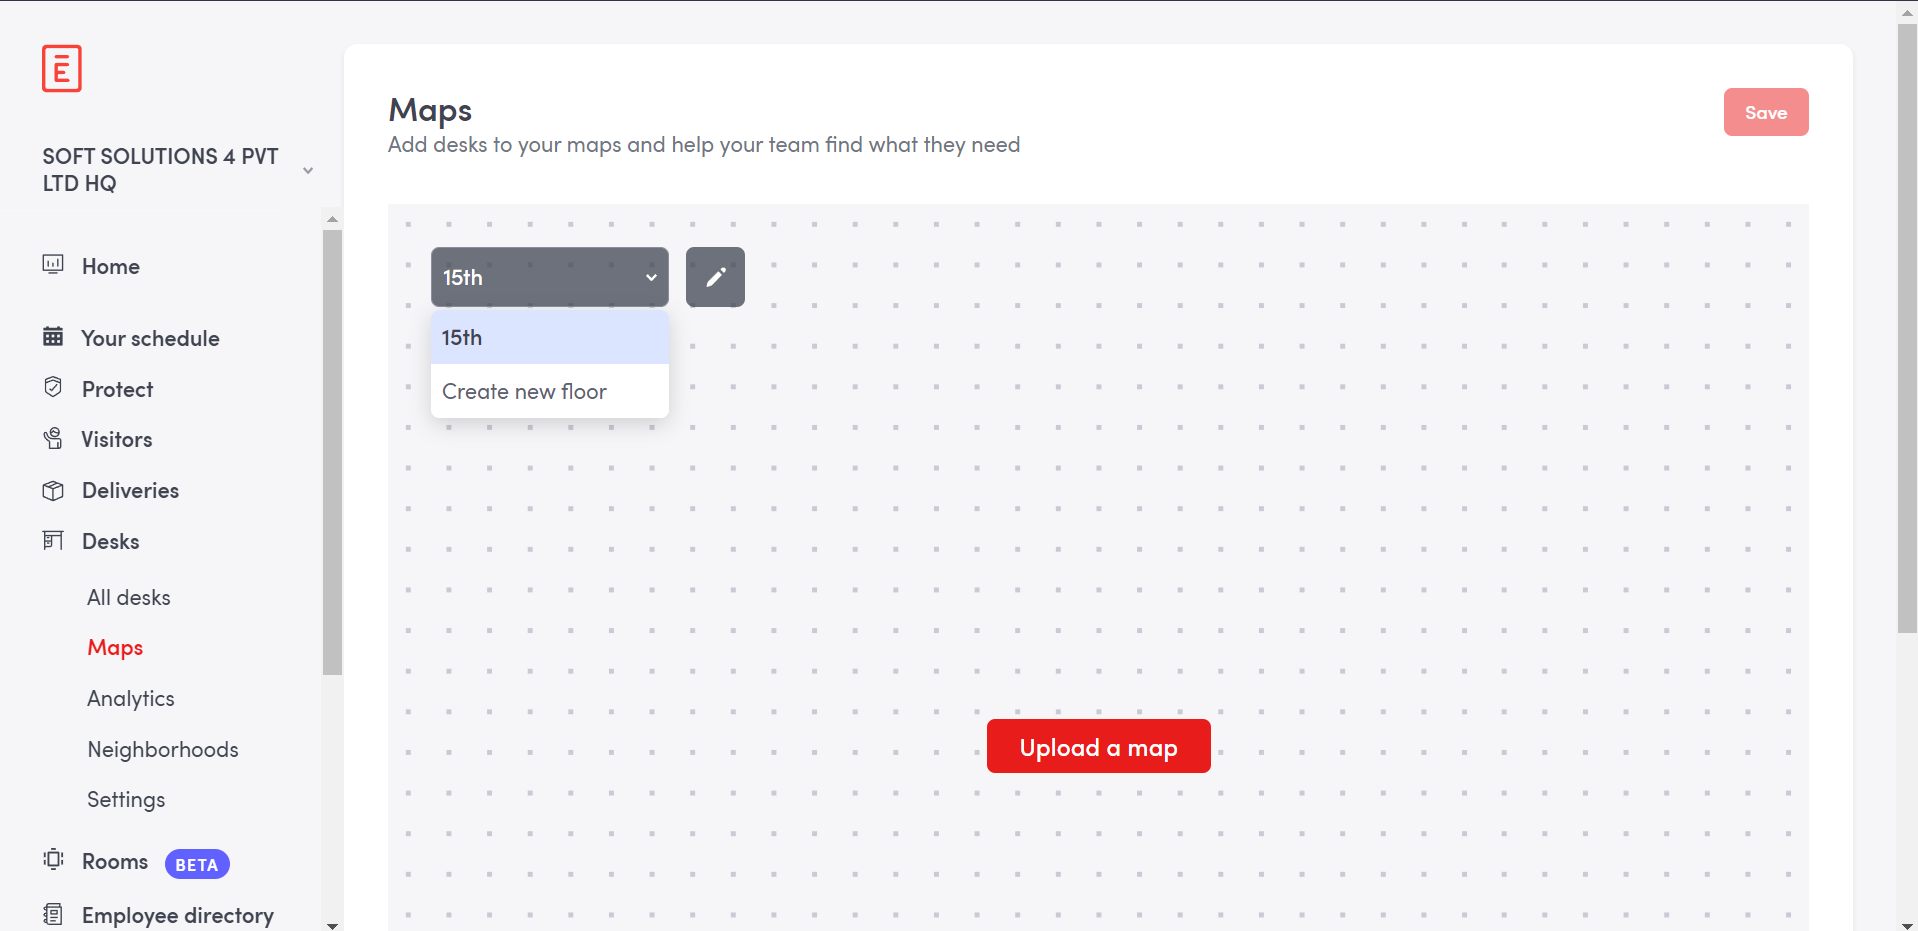 E
SOFT SOLUTIONS 4 PVT
LTD HQ
Home
Your schedule
Protect
Visitors
Deliveries
Desks
All desks
Maps
Analytics
Neighborhoods
Settings
Rooms BETA
Employee directory
Maps
Save
Add desks to your maps and help your team find what they need
15th
15th
Create new floor
Upload a map